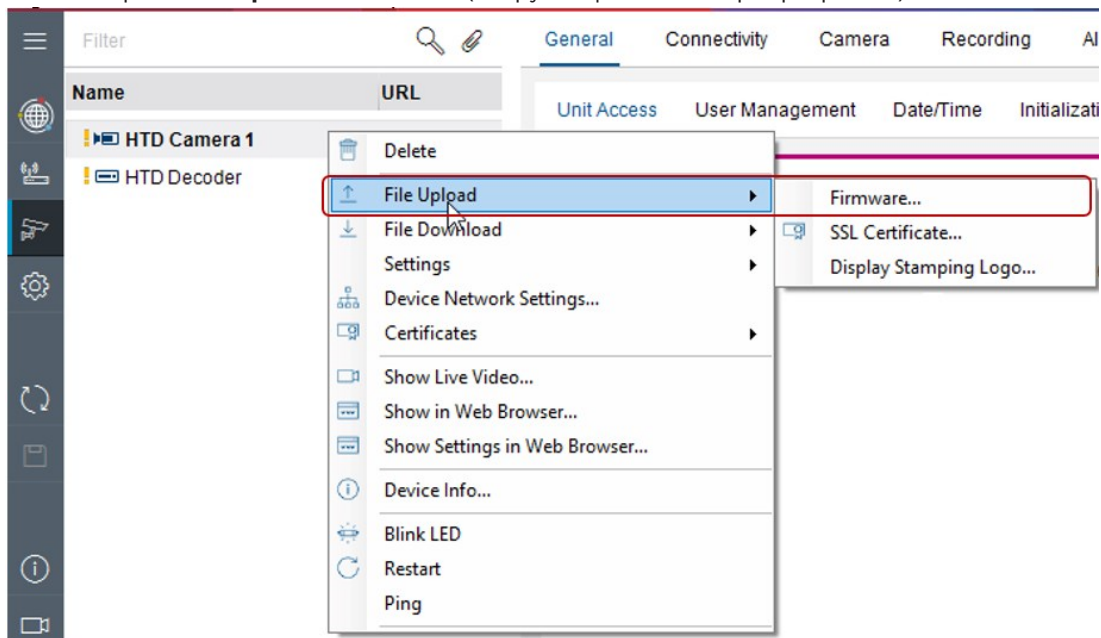 Filter
General Connectivity Camera Recording
Name URL
Unit Access User Management Date/Time
HTD Camera 1
HTD Decoder
Delete
File Upload
File Download
Settings
Device Network Settings...
Certificates
Show Live Video...
Show in Web Browser...
Show Settings in Web Browser...
Device Info...
Blink LED
Restart
Ping
Firmware...
SSL Certificate...
Display Stamping Logo...